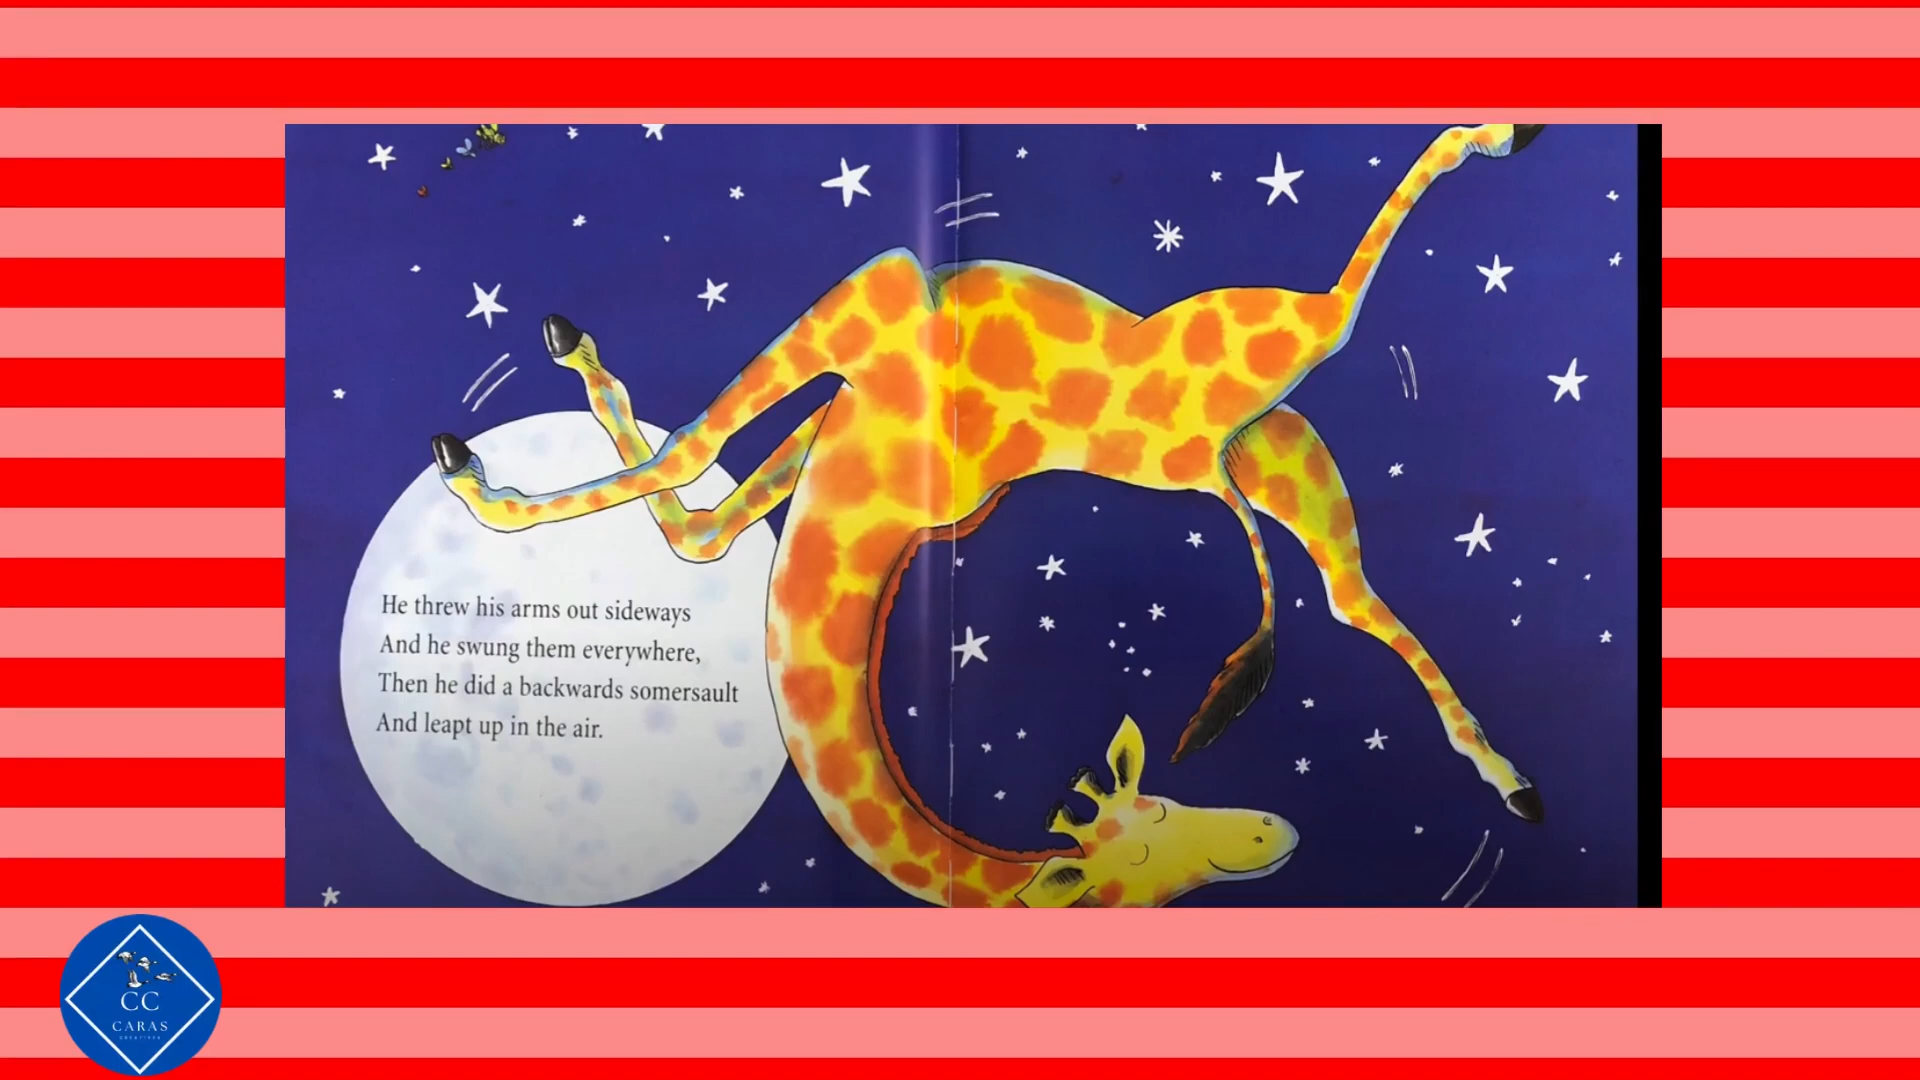 He threw his arms out sideways
And he swung them everywhere,
Then he did a backwards somersault
And leapt up in the air.
CC
CARAS
CREATIVES